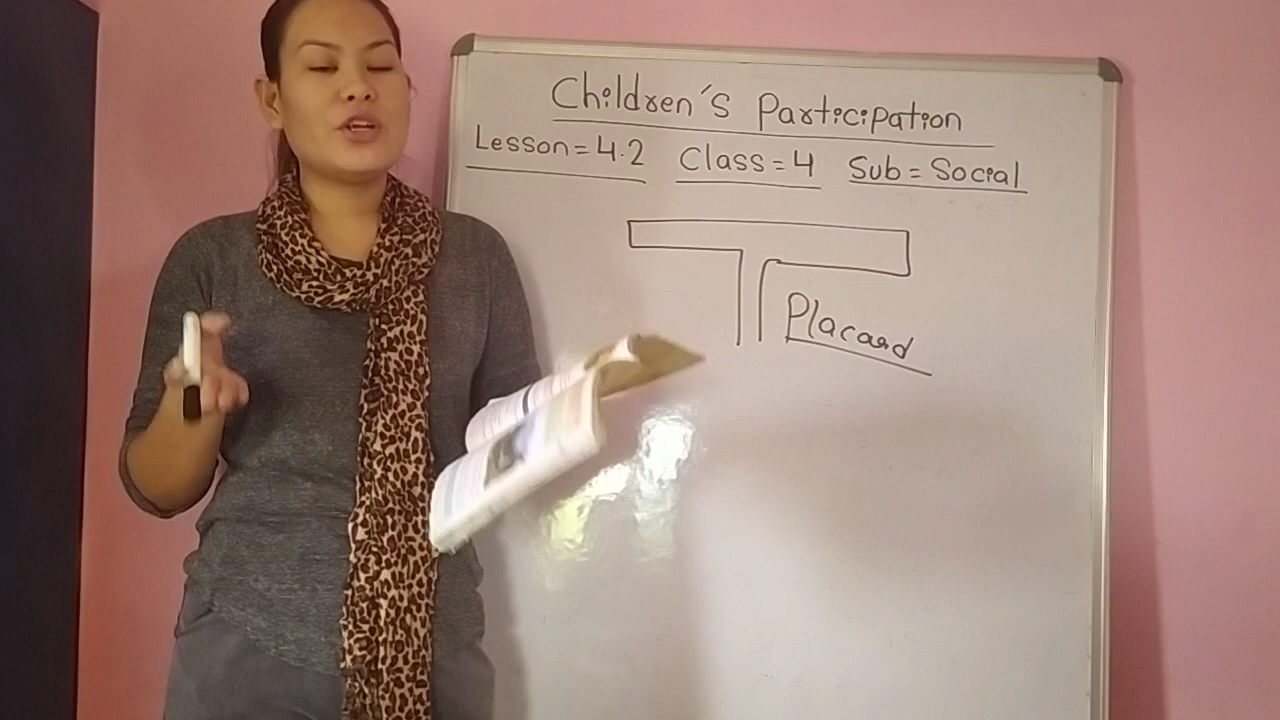 Children's Participation
Lesson = 4.2 Class = 4 Sub = Social
Placard